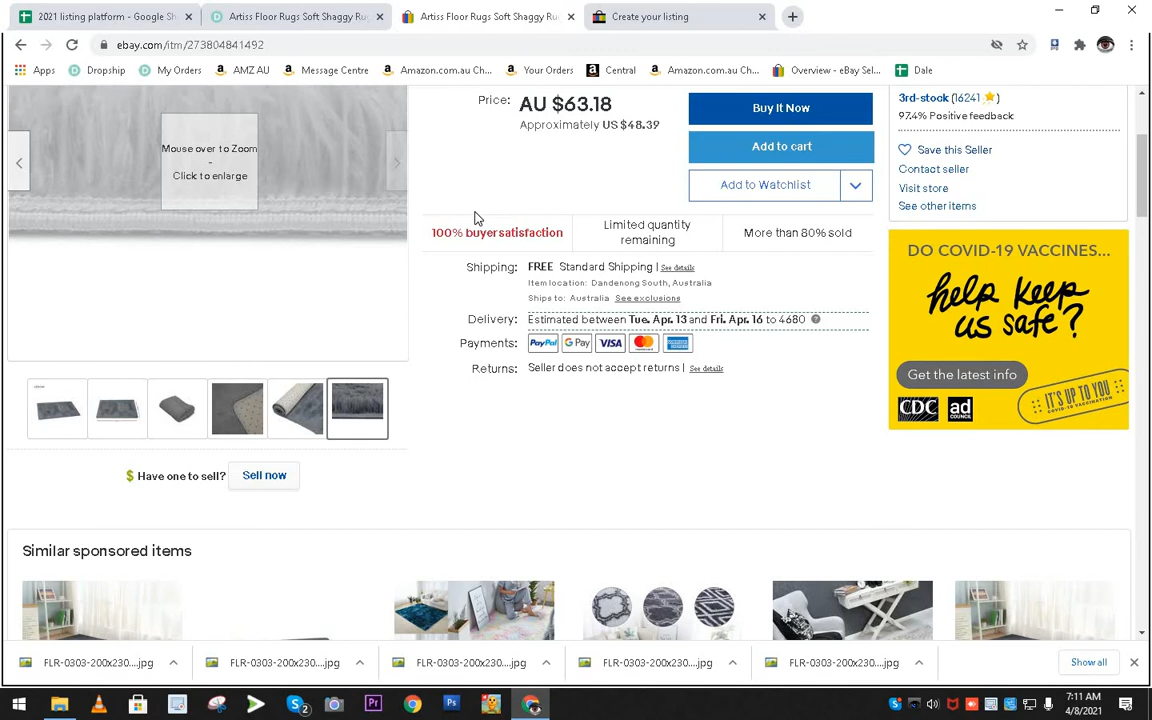 2021 listing platform - Google Sh
Artiss Floor Rugs Soft Shaggy Rug
Artiss Floor Rugs Soft Shaggy Ru
Create your listing
ebay.com/itm/273804841492
Apps
Dropship
My Orders
AMZ AU
Message Centre
Amazon.com.au Ch...
Your Orders
Central
Amazon.com.au Ch...
Overview - eBay Sel...
Dale
Price: AU $63.18
Approximately US $48.39
Buy It Now
Add to cart
Add to Watchlist
Mouse over to Zoom
-
Click to enlarge
3rd-stock (16241)
97.4% Positive feedback
Save this Seller
Contact seller
Visit store
See other items
100% buyer satisfaction
Limited quantity
remaining
More than 80% sold
Shipping: FREE Standard Shipping | See details
Item location: Dandenong South, Australia
Ships to: Australia See exclusions
Delivery: Estimated between Tue. Apr. 13 and Fri. Apr. 16 to 4680
Payments: PayPal G Pay VISA
Returns: Seller does not accept returns | See details
DO COVID-19 VACCINES...
help keep
us safe?
Get the latest info
CDC ad COUNCIL
IT'S UP TO YOU
Have one to sell? Sell now
Similar sponsored items
FLR-0303-200x230....jpg
FLR-0303-200x230....jpg
FLR-0303-200x230....jpg
FLR-0303-200x230....jpg
FLR-0303-200x230....jpg
Show all
7:11 AM
4/8/2021